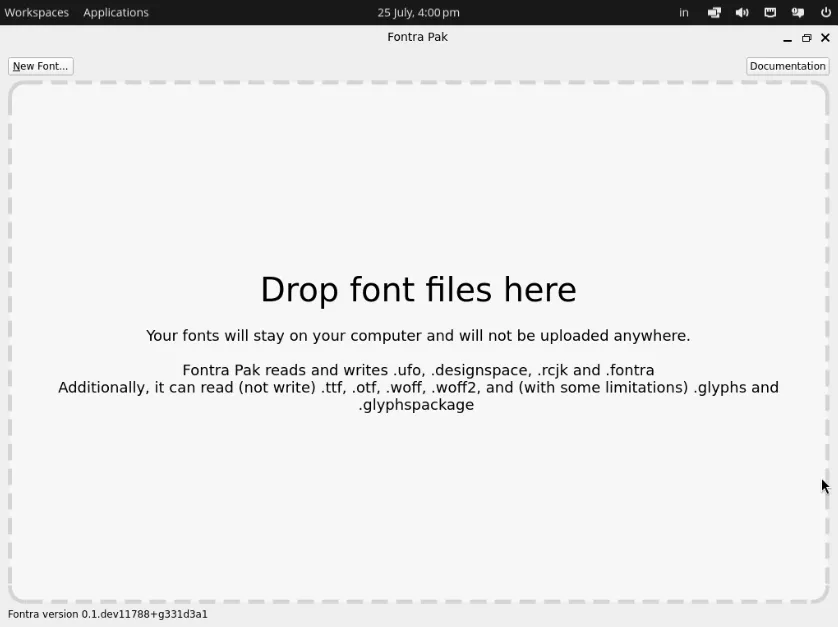 Workspaces Applications 25 July, 4:00 pm in
Fontra Pak
New Font... Documentation
Drop font files here
Your fonts will stay on your computer and will not be uploaded anywhere.
Fontra Pak reads and writes .ufo, .designspace, .rcjk and .fontra
Additionally, it can read (not write) .ttf, .otf, .woff, .woff2, and (with some limitations) .glyphs and
.glyphspackage
Fontra version 0.1.dev11788+g331d3a1